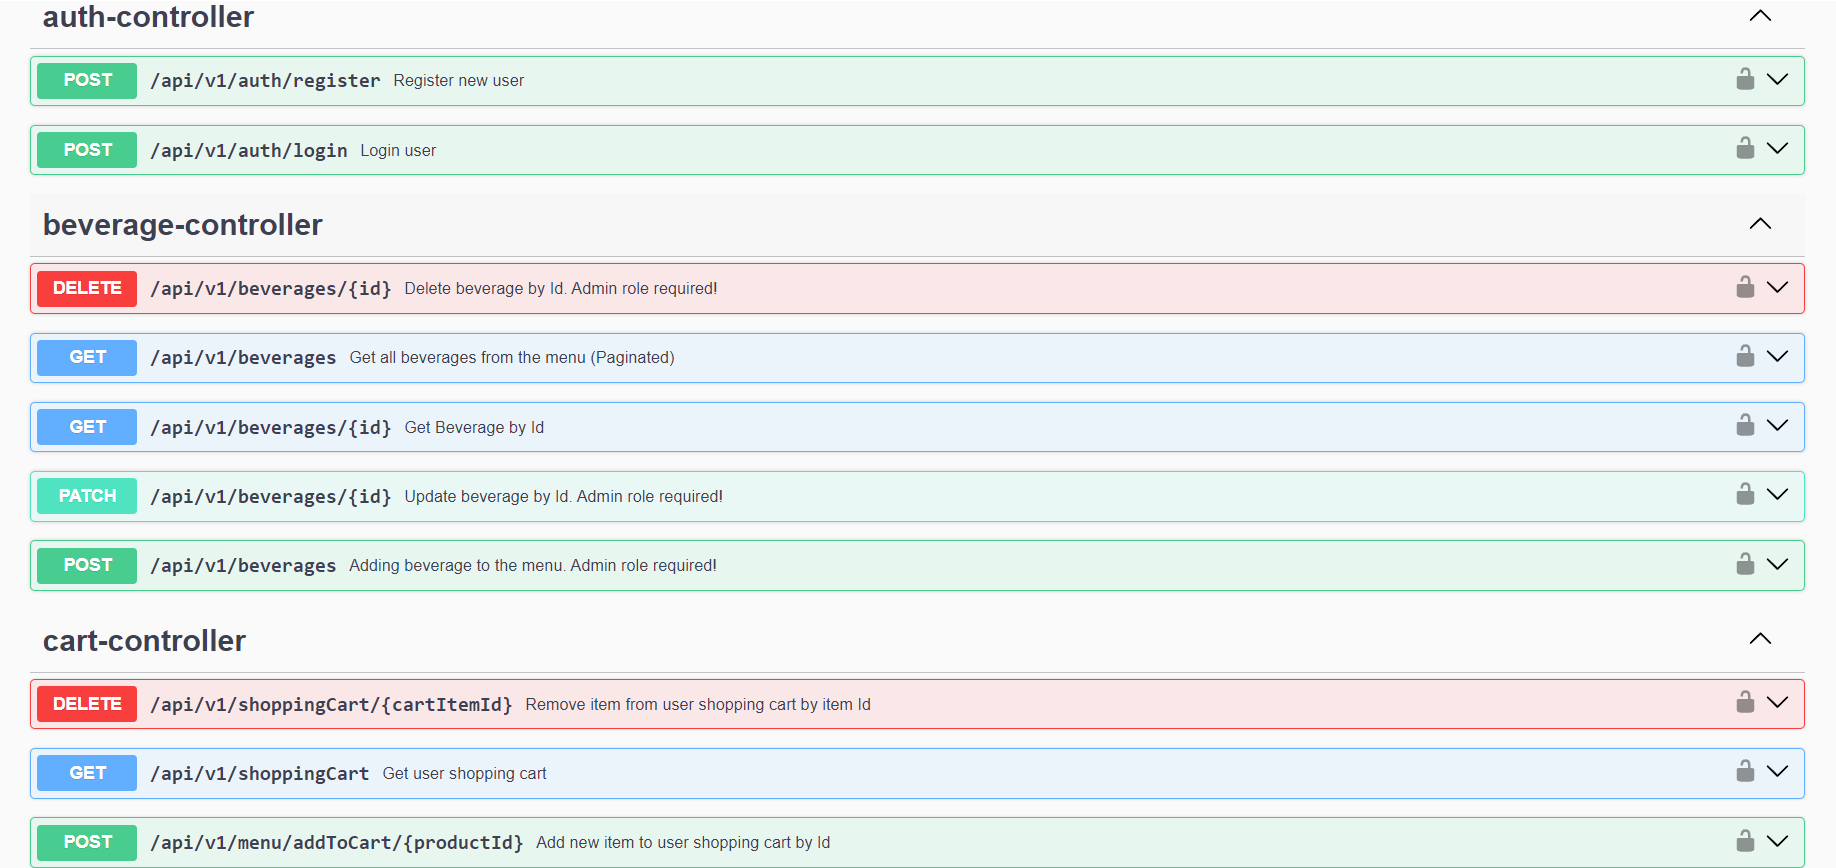 auth-controller
POST /api/v1/auth/register Register new user
POST /api/v1/auth/login Login user
beverage-controller
DELETE /api/v1/beverages/{id} Delete beverage by Id. Admin role required!
GET /api/v1/beverages Get all beverages from the menu (Paginated)
GET /api/v1/beverages/{id} Get Beverage by Id
PATCH /api/v1/beverages/{id} Update beverage by Id. Admin role required!
POST /api/v1/beverages Adding beverage to the menu. Admin role required!
cart-controller
DELETE /api/v1/shoppingCart/{cartItemId} Remove item from user shopping cart by item Id
GET /api/v1/shoppingCart Get user shopping cart
POST /api/v1/menu/addToCart/{productId} Add new item to user shopping cart by Id